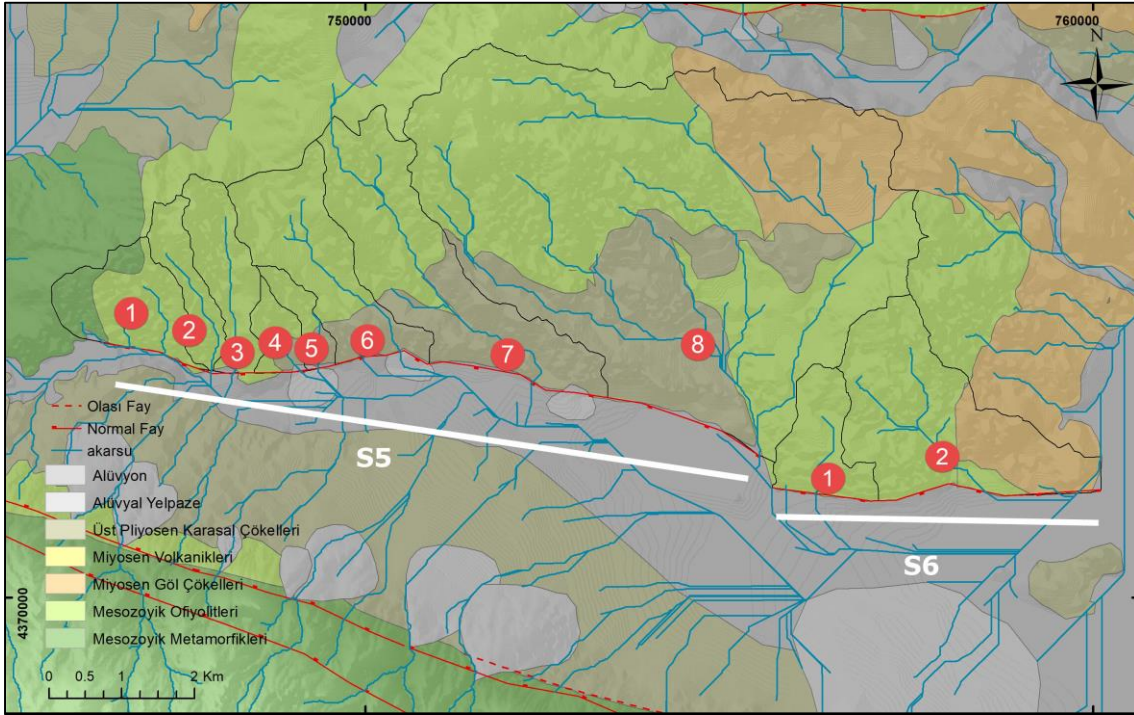 750000
760000
N
1
2
3
4
5
6
7
8
1
2
S5
S6
Olası Fay
Normal Fay
akarsu
Alüvyon
Alüvyal Yelpaze
Üst Pliyosen Karasal Çökelleri
Miyosen Volkanikleri
Miyosen Göl Çökelleri
Mesozoyik Ofiyolitleri
Mesozoyik Metamorfikleri
0 0.5 1 2 Km
4370000